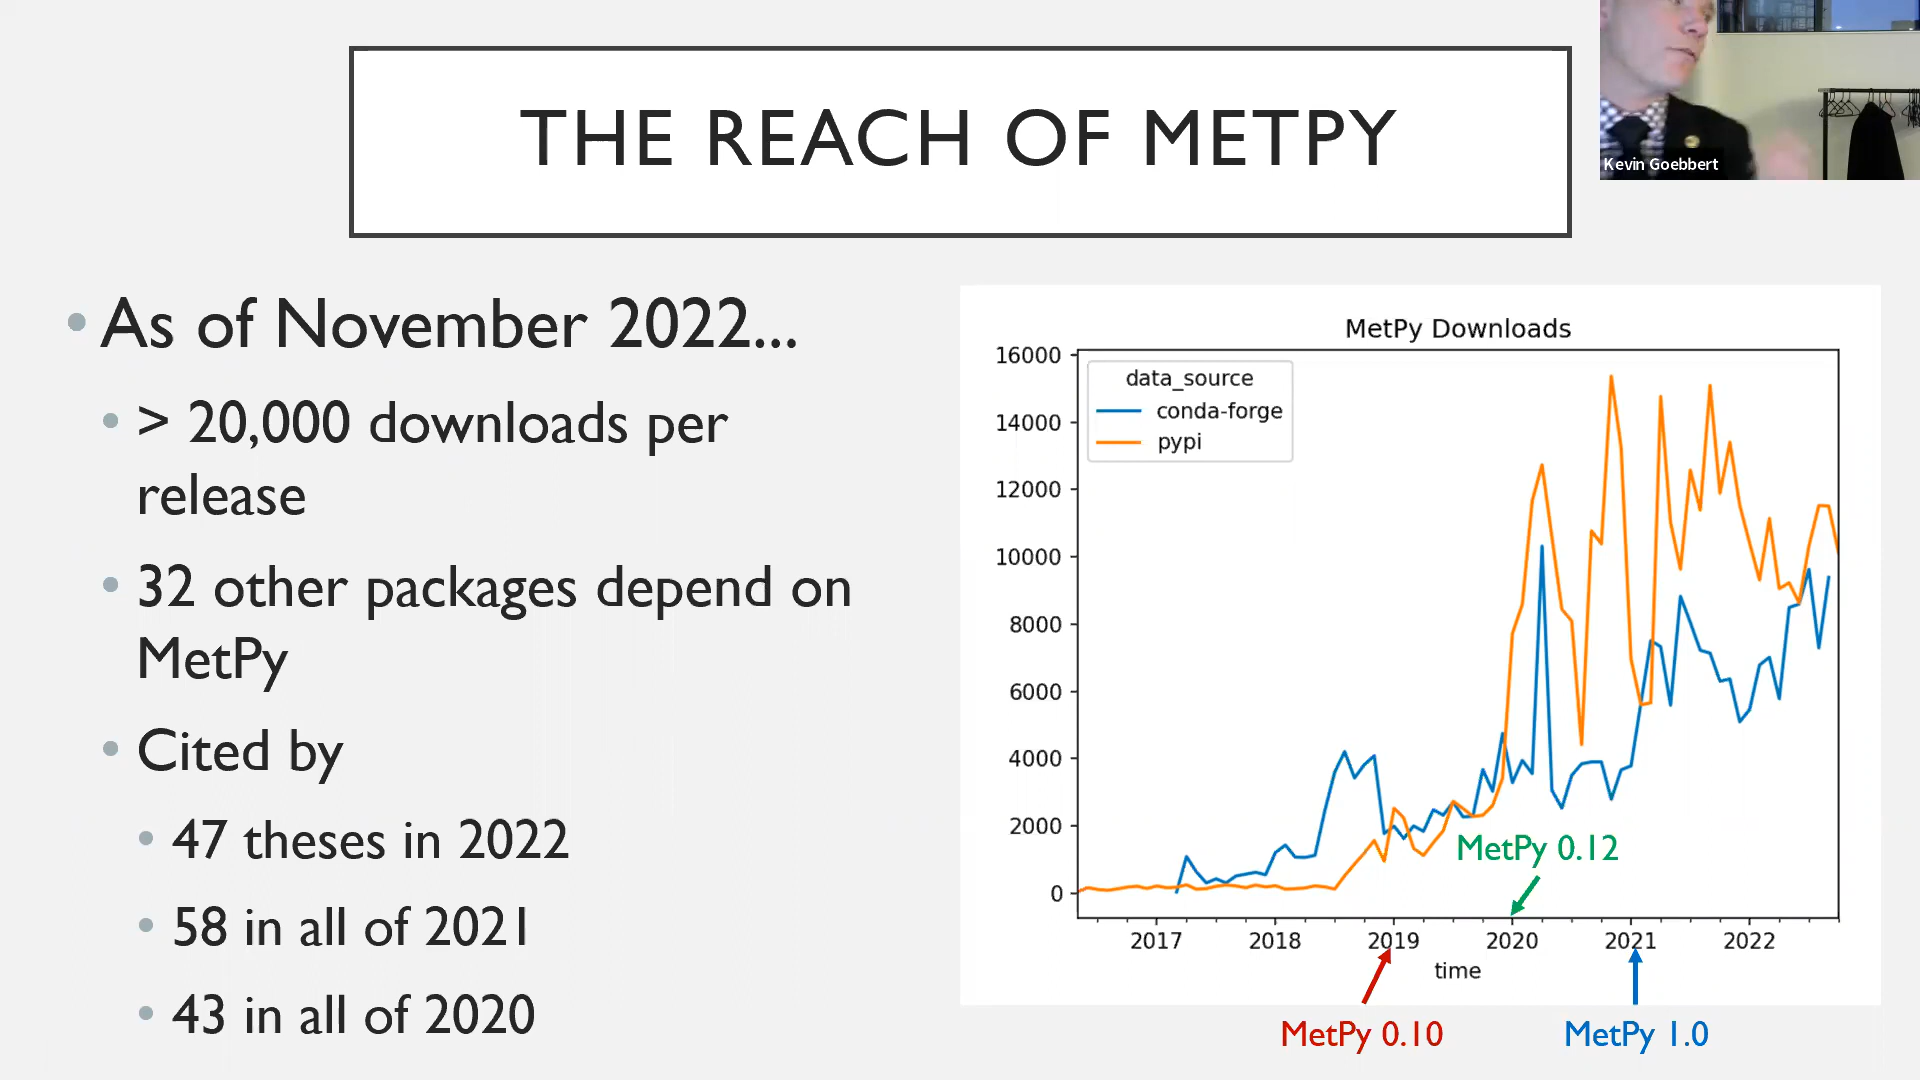 THE REACH OF METPY
Kevin Goebbert
• As of November 2022...
• > 20,000 downloads per
release
• 32 other packages depend on
MetPy
• Cited by
• 47 theses in 2022
• 58 in all of 2021
• 43 in all of 2020
MetPy Downloads
data_source
conda-forge
pypi
16000
14000
12000
10000
8000
6000
4000
2000
0
MetPy 0.12
2017 2018 2019 2020 2021 2022
time
MetPy 0.10
MetPy 1.0